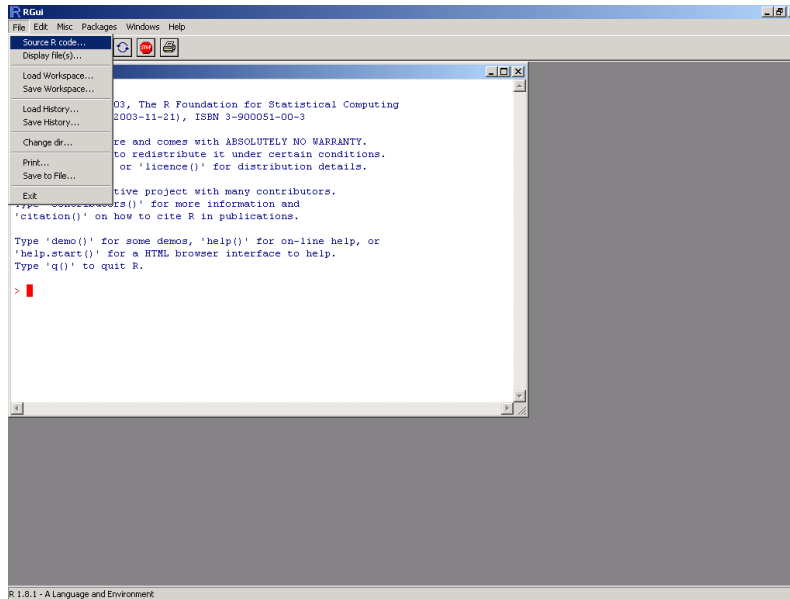 RGui
File Edit Misc Packages Windows Help
Source R code...
Display file(s)...
Load Workspace...
Save Workspace...
Load History...
Save History...
Change dir...
Print...
Save to File...
Exit
STOP
03, The R Foundation for Statistical Computing
2003-11-21), ISBN 3-900051-00-3
re and comes with ABSOLUTELY NO WARRANTY.
to redistribute it under certain conditions.
or 'licence()' for distribution details.
tive project with many contributors.
Type 'contributors()' for more information and
'citation()' on how to cite R in publications.
Type 'demo()' for some demos, 'help()' for on-line help, or
'help.start()' for a HTML browser interface to help.
Type 'q()' to quit R.
>
R 1.8.1 - A Language and Environment